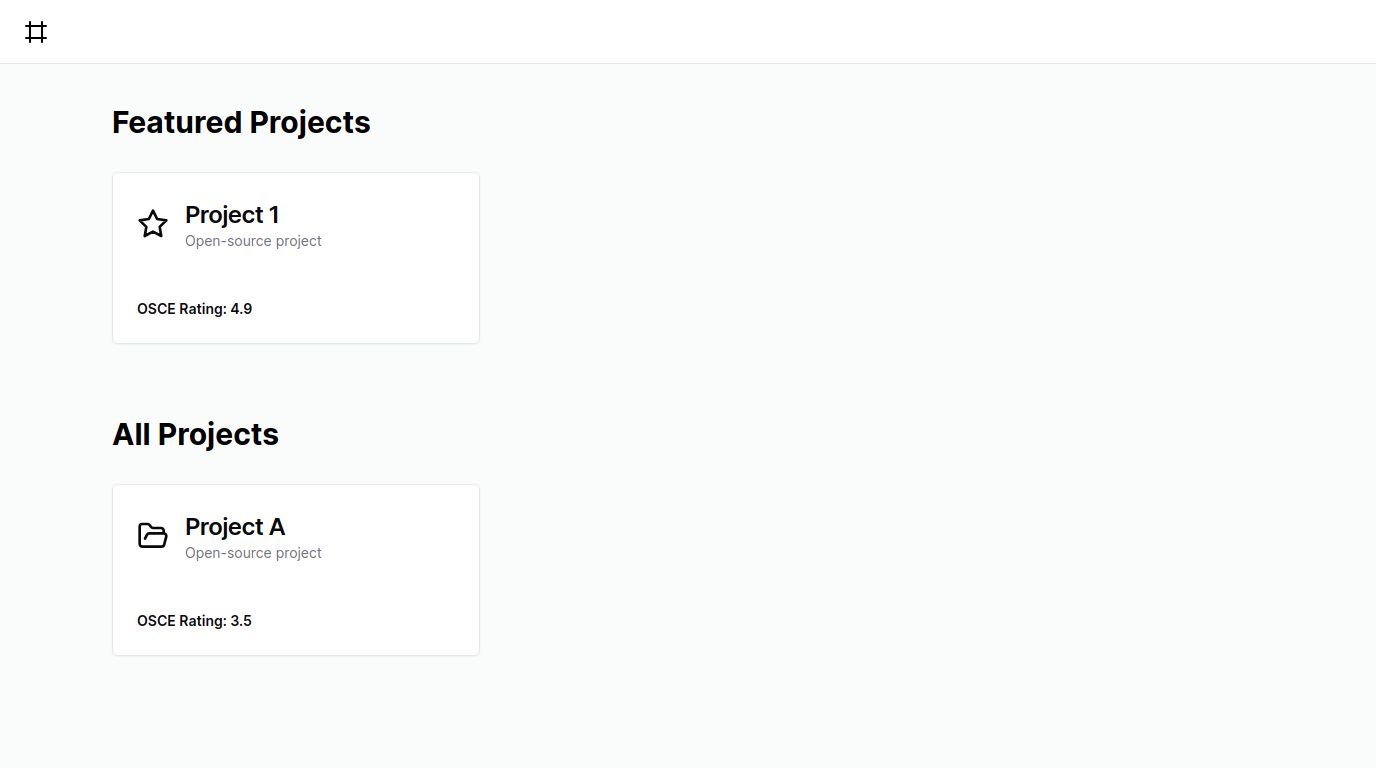 Featured Projects
Project 1
Open-source project
OSCE Rating: 4.9
All Projects
Project A
Open-source project
OSCE Rating: 3.5